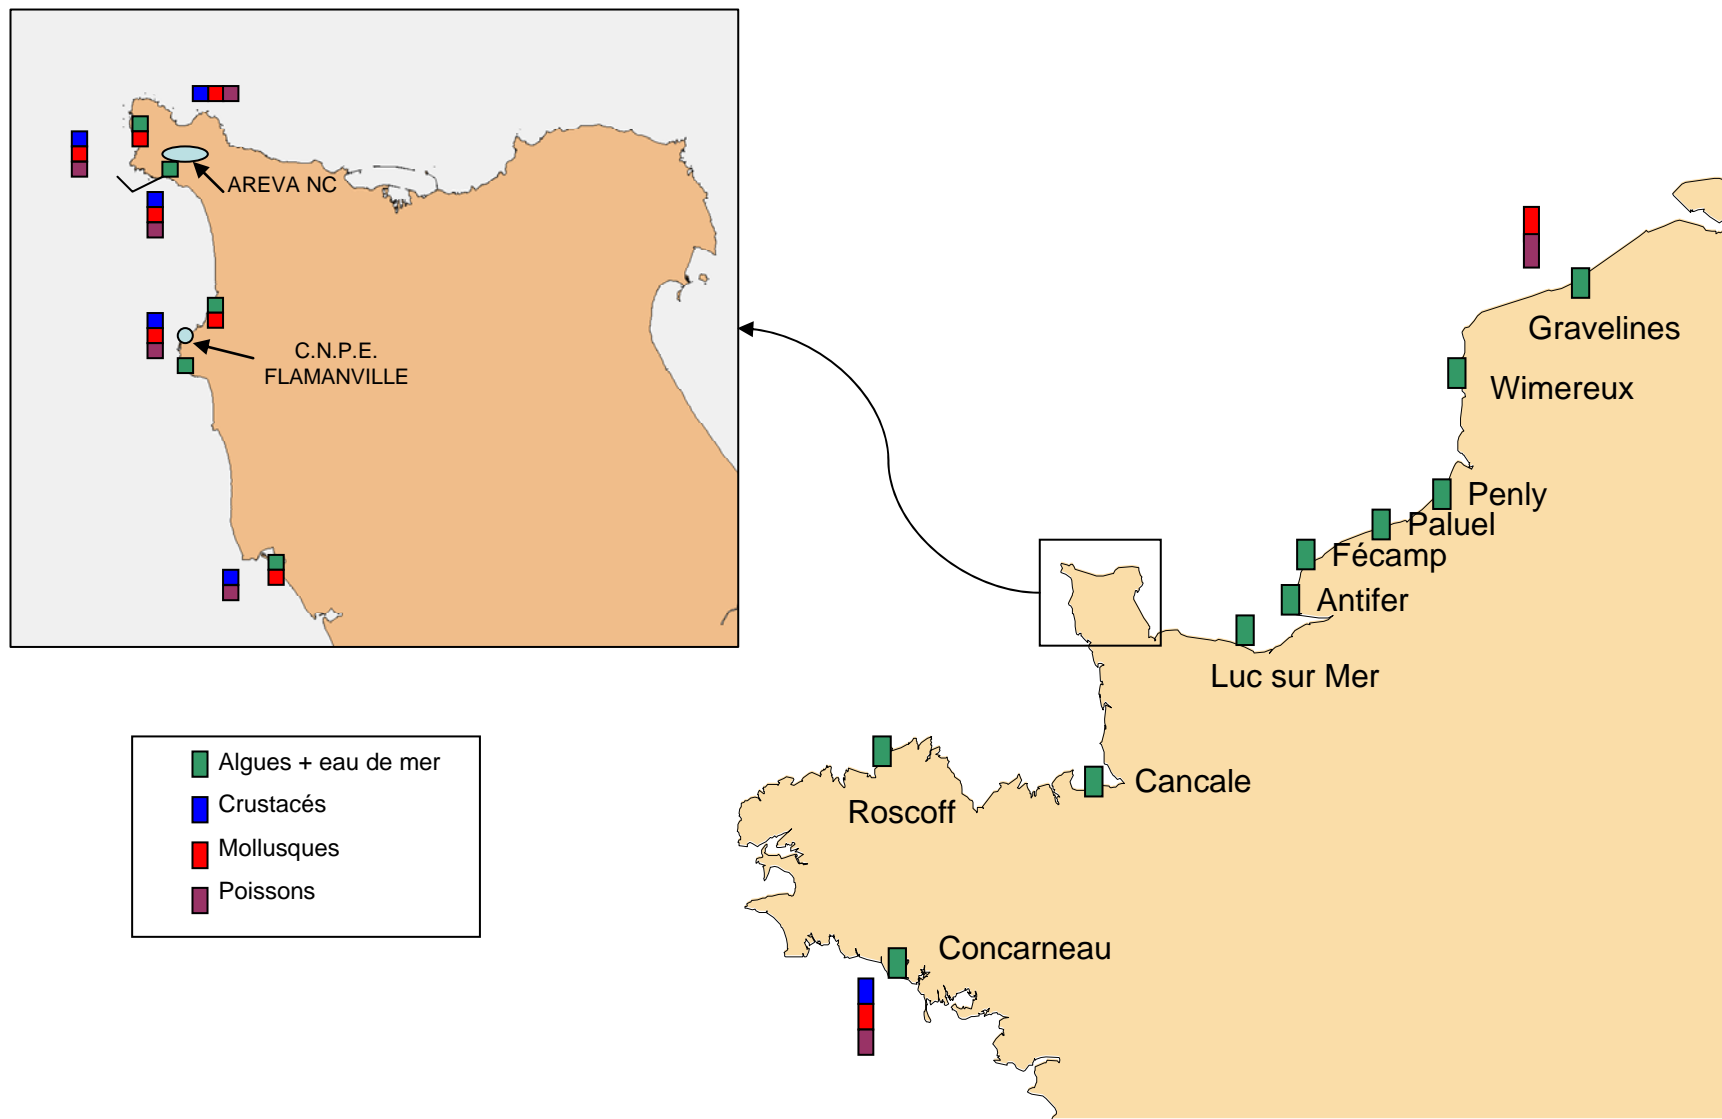 AREVA NC
C.N.P.E.
FLAMANVILLE
Gravelines
Wimereux
Penly
Paluel
Fécamp
Antifer
Luc sur Mer
Cancale
Roscoff
Concarneau
Algues + eau de mer
Crustacés
Mollusques
Poissons